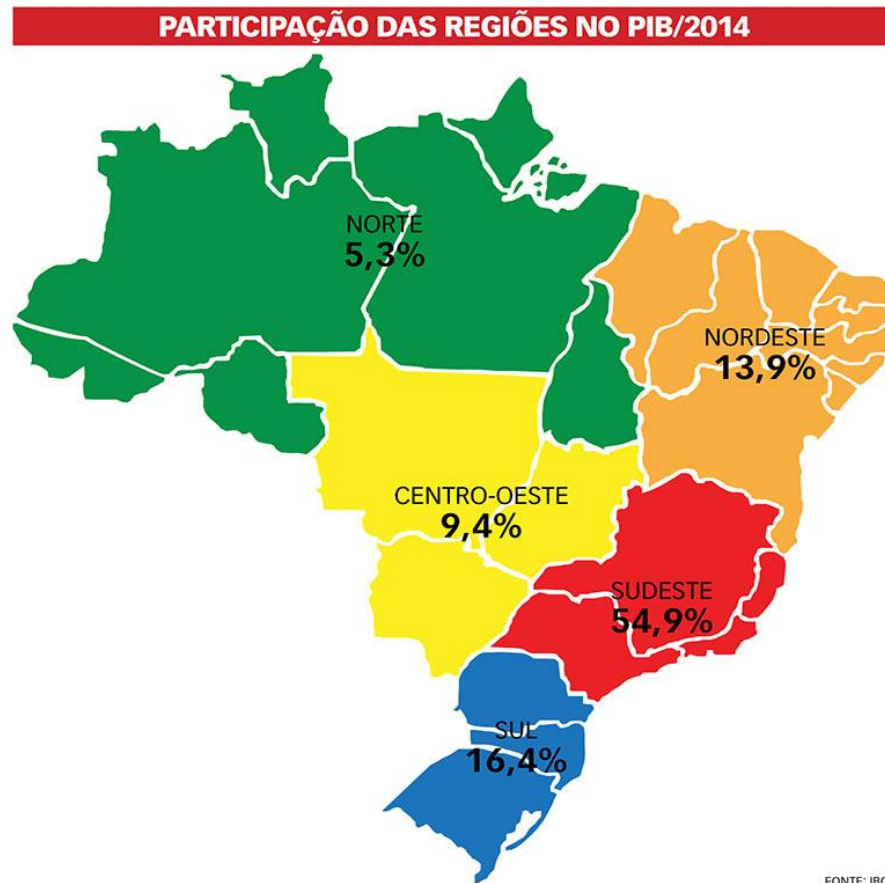 PARTICIPAÇÃO DAS REGIÕES NO PIB/2014
NORTE
5,3%
NORDESTE
13,9%
CENTRO-OESTE
9,4%
SUDESTE
54,9%
SUL
16,4%
FONTE: